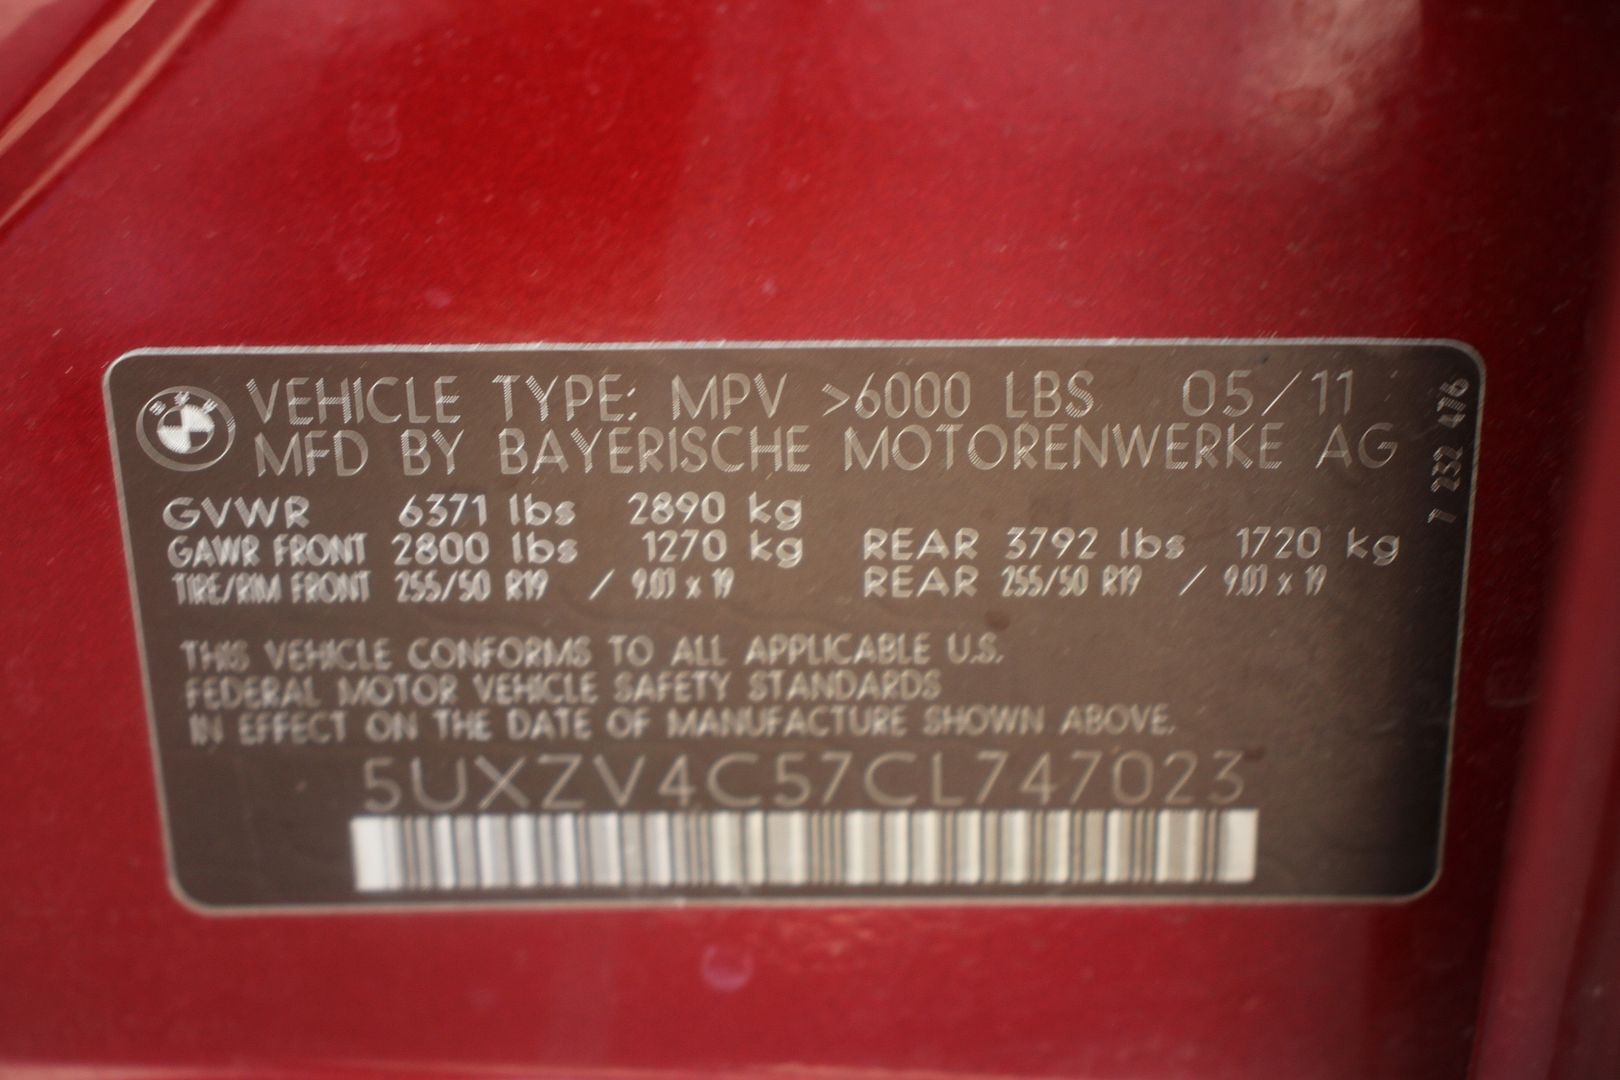 VEHICLE TYPE: MPV >6000 LBS 05/11
MFD BY BAYERISCHE MOTORENWERKE AG
GVWR 6371 lbs 2890 kg
GAWR FRONT 2800 lbs 1270 kg REAR 3792 lbs 1720 kg
TIRE/RIM FRONT 255/50 R19 / 9.0J x 19 REAR 255/50 R19 / 9.0J x 19
THIS VEHICLE CONFORMS TO ALL APPLICABLE U.S.
FEDERAL MOTOR VEHICLE SAFETY STANDARDS
IN EFFECT ON THE DATE OF MANUFACTURE SHOWN ABOVE.
5UXZV4C57CL747023
T 232 476
BMW